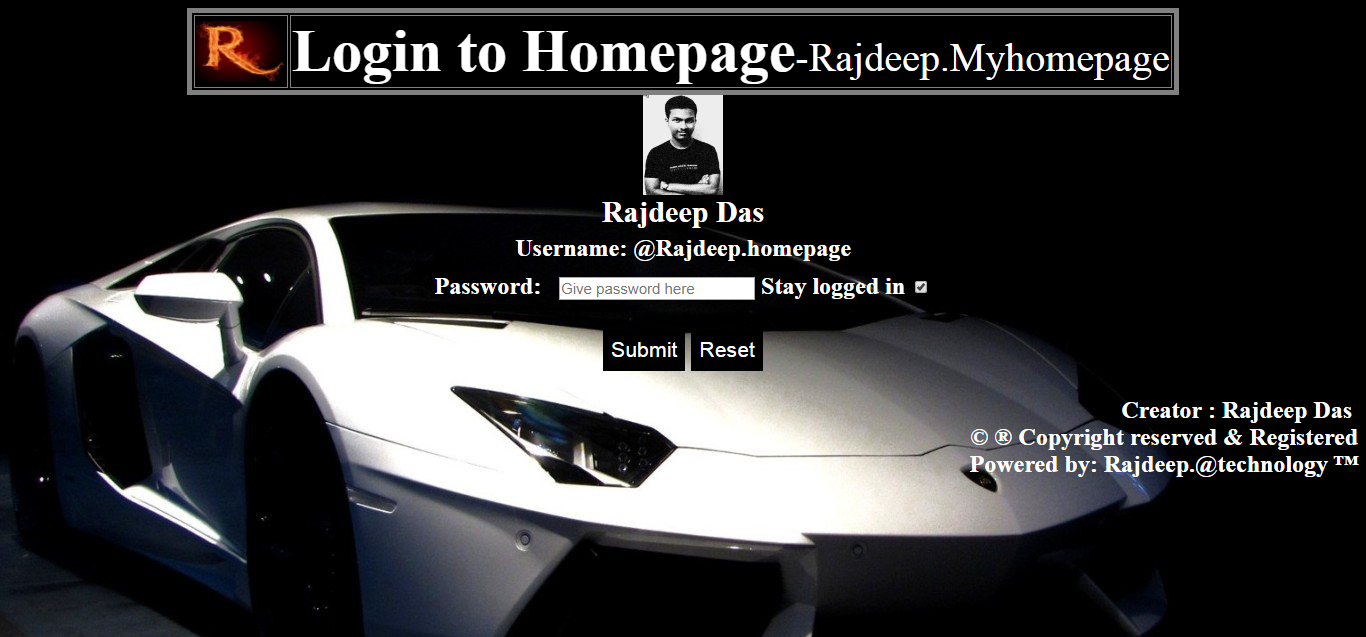 R Login to Homepage-Rajdeep.Myhomepage
Rajdeep Das
Username: @Rajdeep.homepage
Password: Give password here Stay logged in
Submit Reset
Creator : Rajdeep Das
© ® Copyright reserved & Registered
Powered by: Rajdeep.@technology ™